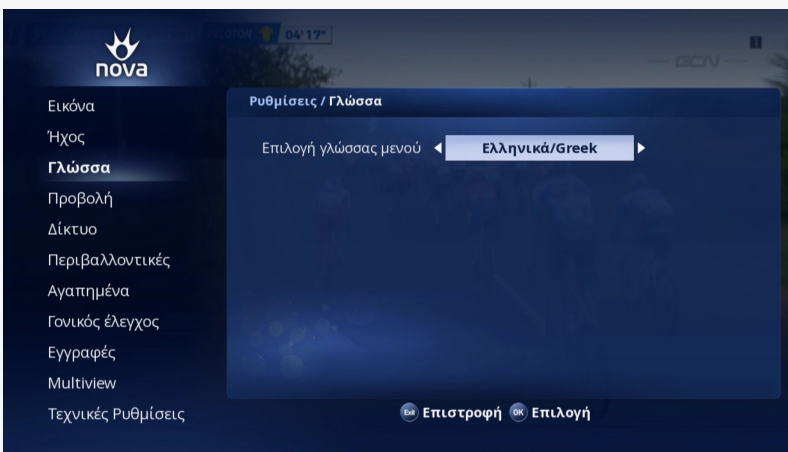 PELOTON 04'17"
nova
GCN
Εικόνα
Ρυθμίσεις / Γλώσσα
Ήχος
Επιλογή γλώσσας μενού
Ελληνικά/Greek
Γλώσσα
Προβολή
Δίκτυο
Περιβαλλοντικές
Αγαπημένα
Γονικός έλεγχος
Εγγραφές
Multiview
Τεχνικές Ρυθμίσεις
Exit Επιστροφή OK Επιλογή